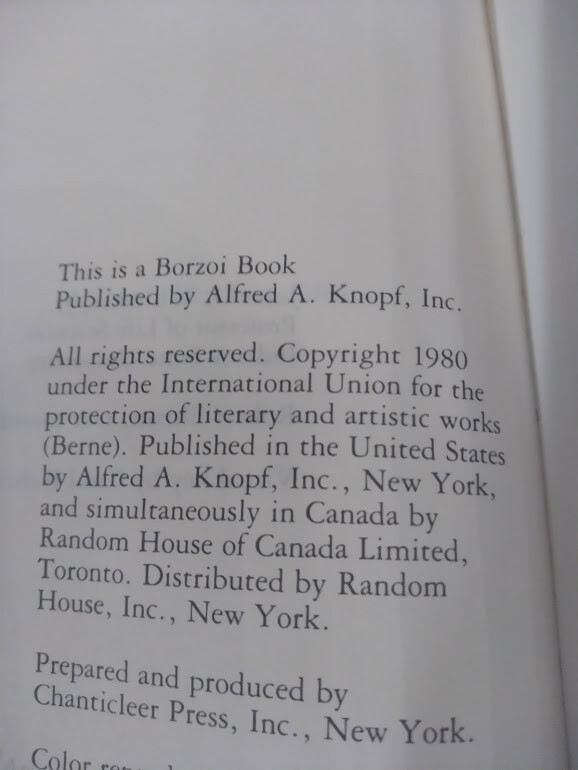 This is a Borzoi Book
Published by Alfred A. Knopf, Inc.
All rights reserved. Copyright 1980
under the International Union for the
protection of literary and artistic works
(Berne). Published in the United States
by Alfred A. Knopf, Inc., New York,
and simultaneously in Canada by
Random House of Canada Limited,
Toronto. Distributed by Random
House, Inc., New York.
Prepared and produced by
Chanticleer Press, Inc., New York.
Color